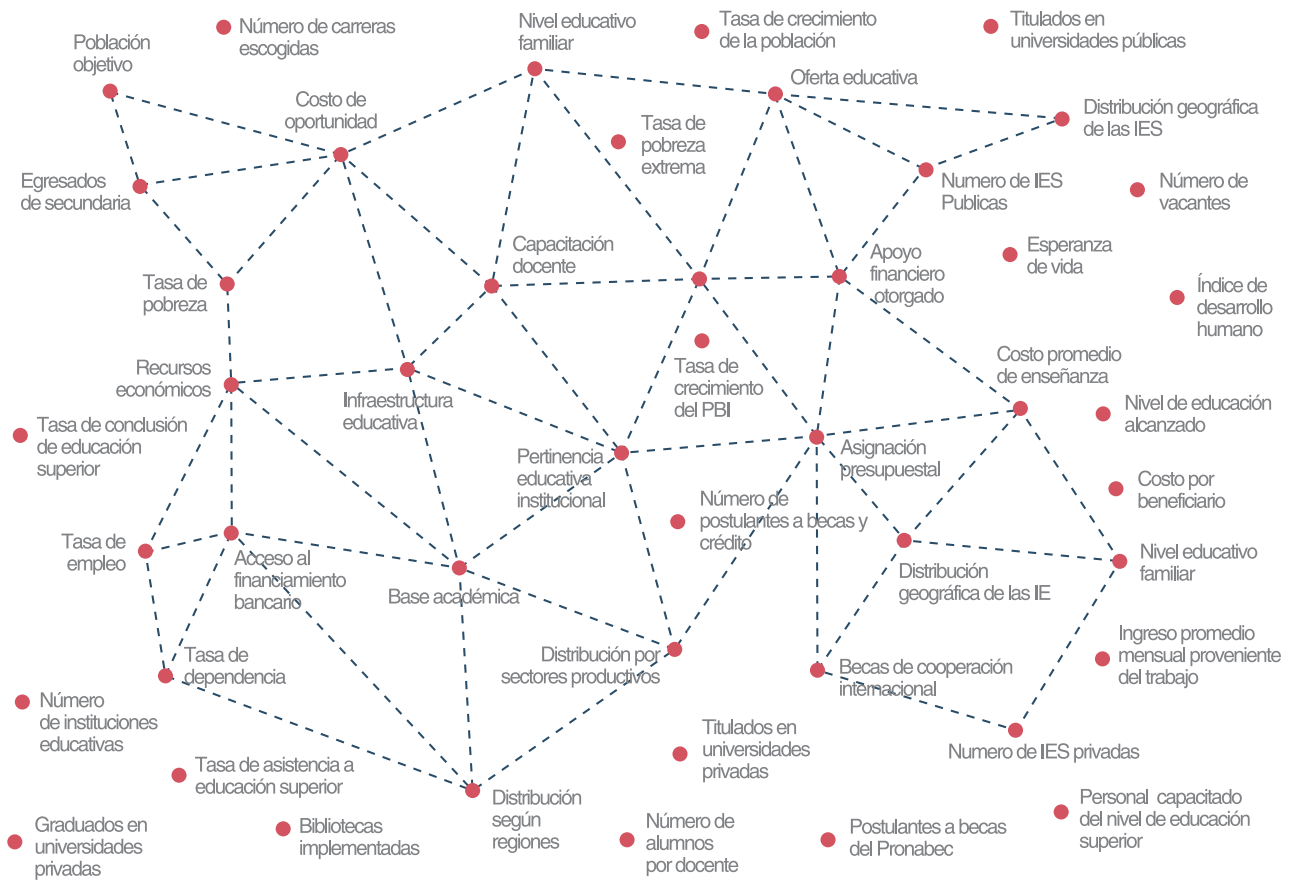 Número de carreras
escogidas
Nivel educativo
familiar
Tasa de crecimiento
de la población
Titulados en
universidades públicas
Población
objetivo
Costo de
oportunidad
Oferta educativa
Distribución geográfica
de las IES
Tasa de
pobreza
extrema
Egresados
de secundaria
Numero de IES
Publicas
Número de
vacantes
Capacitación
docente
Apoyo
financiero
otorgado
Esperanza
de vida
Tasa de
pobreza
Índice de
desarrollo
humano
Recursos
económicos
Infraestructura
educativa
Tasa de
crecimiento
del PBI
Costo promedio
de enseñanza
Tasa de conclusión
de educación
superior
Nivel de educación
alcanzado
Pertinencia
educativa
institucional
Asignación
presupuestal
Costo por
beneficiario
Número de
postulantes a becas y
crédito
Tasa de
empleo
Acceso al
financiamiento
bancario
Base académica
Distribución
geográfica de las IE
Nivel educativo
familiar
Tasa de
dependencia
Distribución por
sectores productivos
Becas de cooperación
internacional
Ingreso promedio
mensual proveniente
del trabajo
Número
de instituciones
educativas
Titulados en
universidades
privadas
Numero de IES privadas
Tasa de asistencia a
educación superior
Distribución
según
regiones
Personal capacitado
del nivel de educación
superior
Graduados en
universidades
privadas
Bibliotecas
implementadas
Número de
alumnos
por docente
Postulantes a becas
del Pronabec